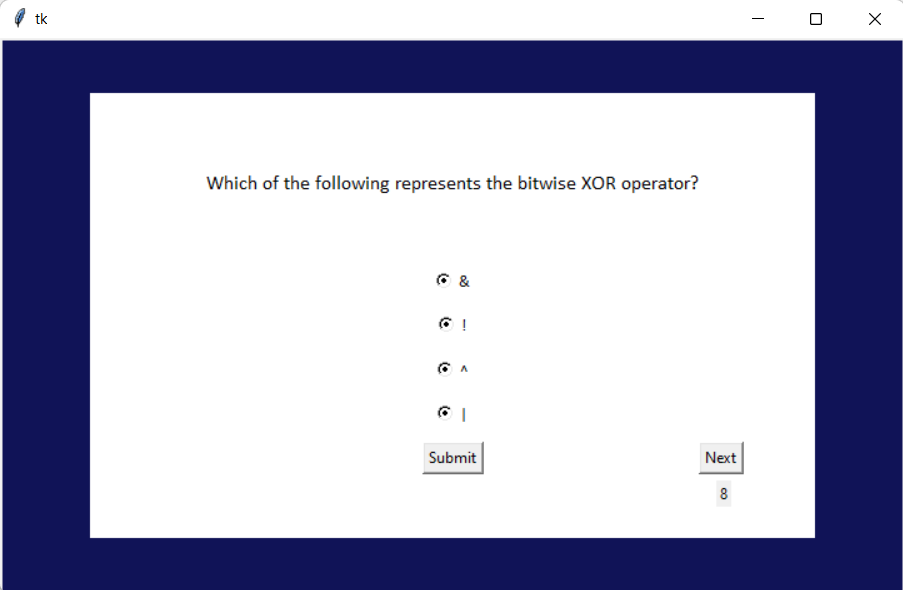 tk
Which of the following represents the bitwise XOR operator?
&
!
^
|
Submit
Next
8